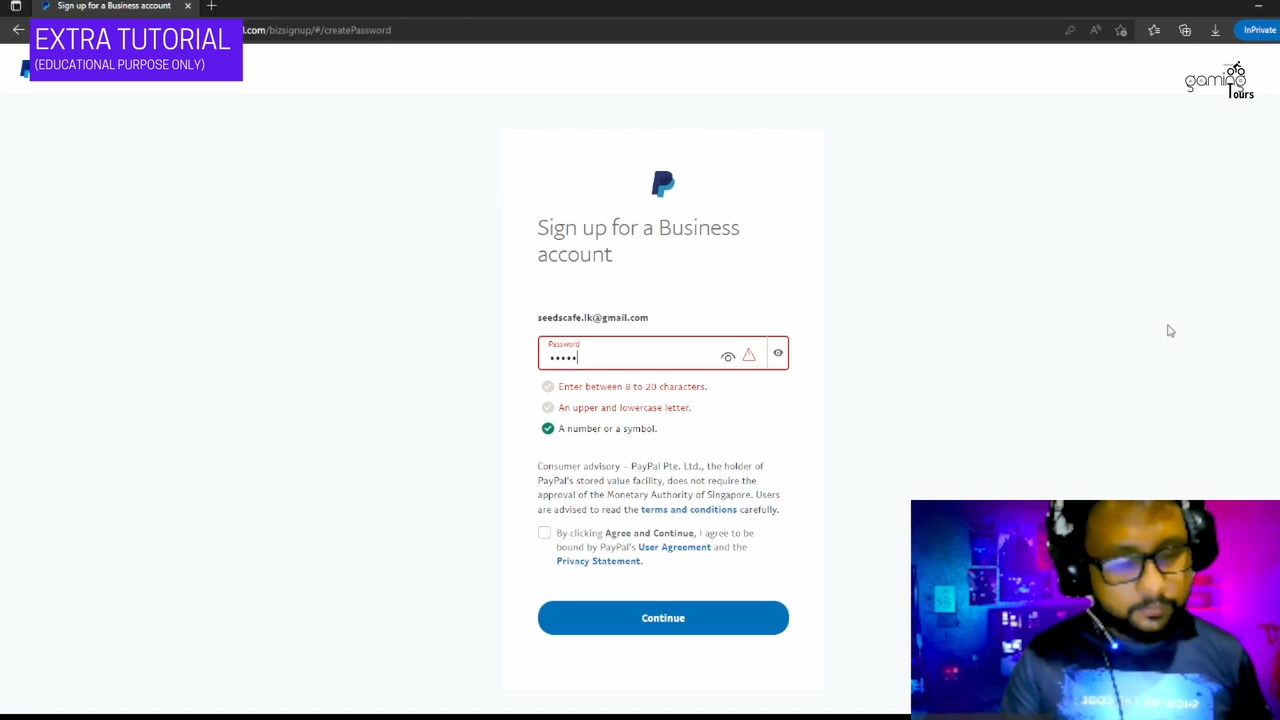 Sign up for a Business account
EXTRA TUTORIAL
(EDUCATIONAL PURPOSE ONLY)
.com/bizsignup/#/createPassword
InPrivate
gaming
Tours
Sign up for a Business
account
seedscafe.lk@gmail.com
Password
Enter between 8 to 20 characters.
An upper and lowercase letter.
A number or a symbol.
Consumer advisory – PayPal Pte. Ltd., the holder of
PayPal's stored value facility, does not require the
approval of the Monetary Authority of Singapore. Users
are advised to read the terms and conditions carefully.
By clicking Agree and Continue, I agree to be
bound by PayPal's User Agreement and the
Privacy Statement.
Continue